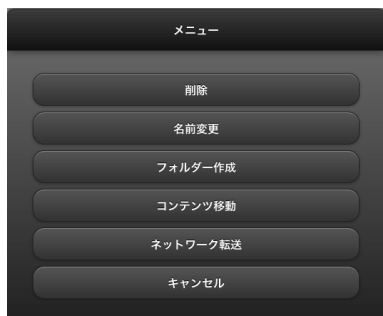 メニュー
削除
名前変更
フォルダー作成
コンテンツ移動
ネットワーク転送
キャンセル